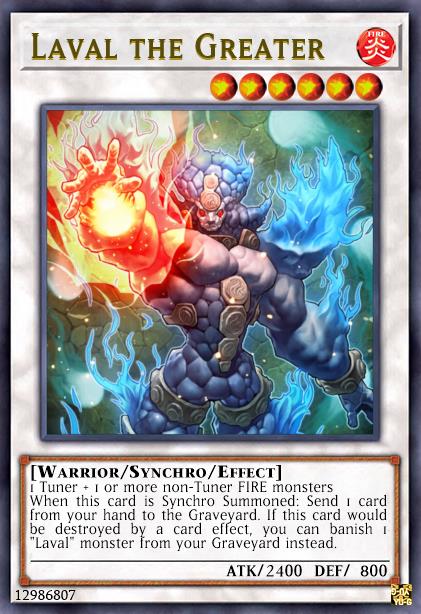 LAVAL THE GREATER
FIRE
炎
[WARRIOR/SYNCHRO/EFFECT]
1 Tuner + 1 or more non-Tuner FIRE monsters
When this card is Synchro Summoned: Send 1 card
from your hand to the Graveyard. If this card would
be destroyed by a card effect, you can banish 1
"Laval" monster from your Graveyard instead.
ATK/2400 DEF/ 800
12986807